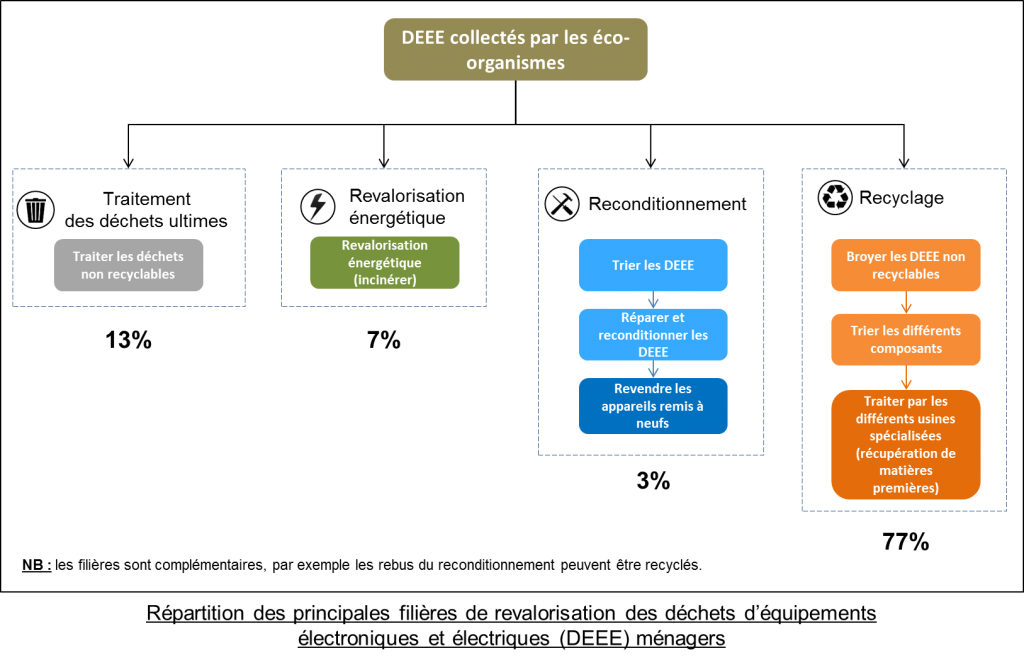 DEEE collectés par les éco-
organismes
Traitement
des déchets ultimes
Traiter les déchets
non recyclables
13%
Revalorisation
énergétique
Revalorisation
énergétique
(incinérer)
7%
Reconditionnement
Trier les DEEE
Réparer et
reconditionner les
DEEE
Revendre les
appareils remis à
neufs
3%
Recyclage
Broyer les DEEE non
recyclables
Trier les différents
composants
Traiter par les
différents usines
spécialisées
(récupération de
matières
premières)
77%
NB : les filières sont complémentaires, par exemple les rebus du reconditionnement peuvent être recyclés.
Répartition des principales filières de revalorisation des déchets d'équipements
électroniques et électriques (DEEE) ménagers